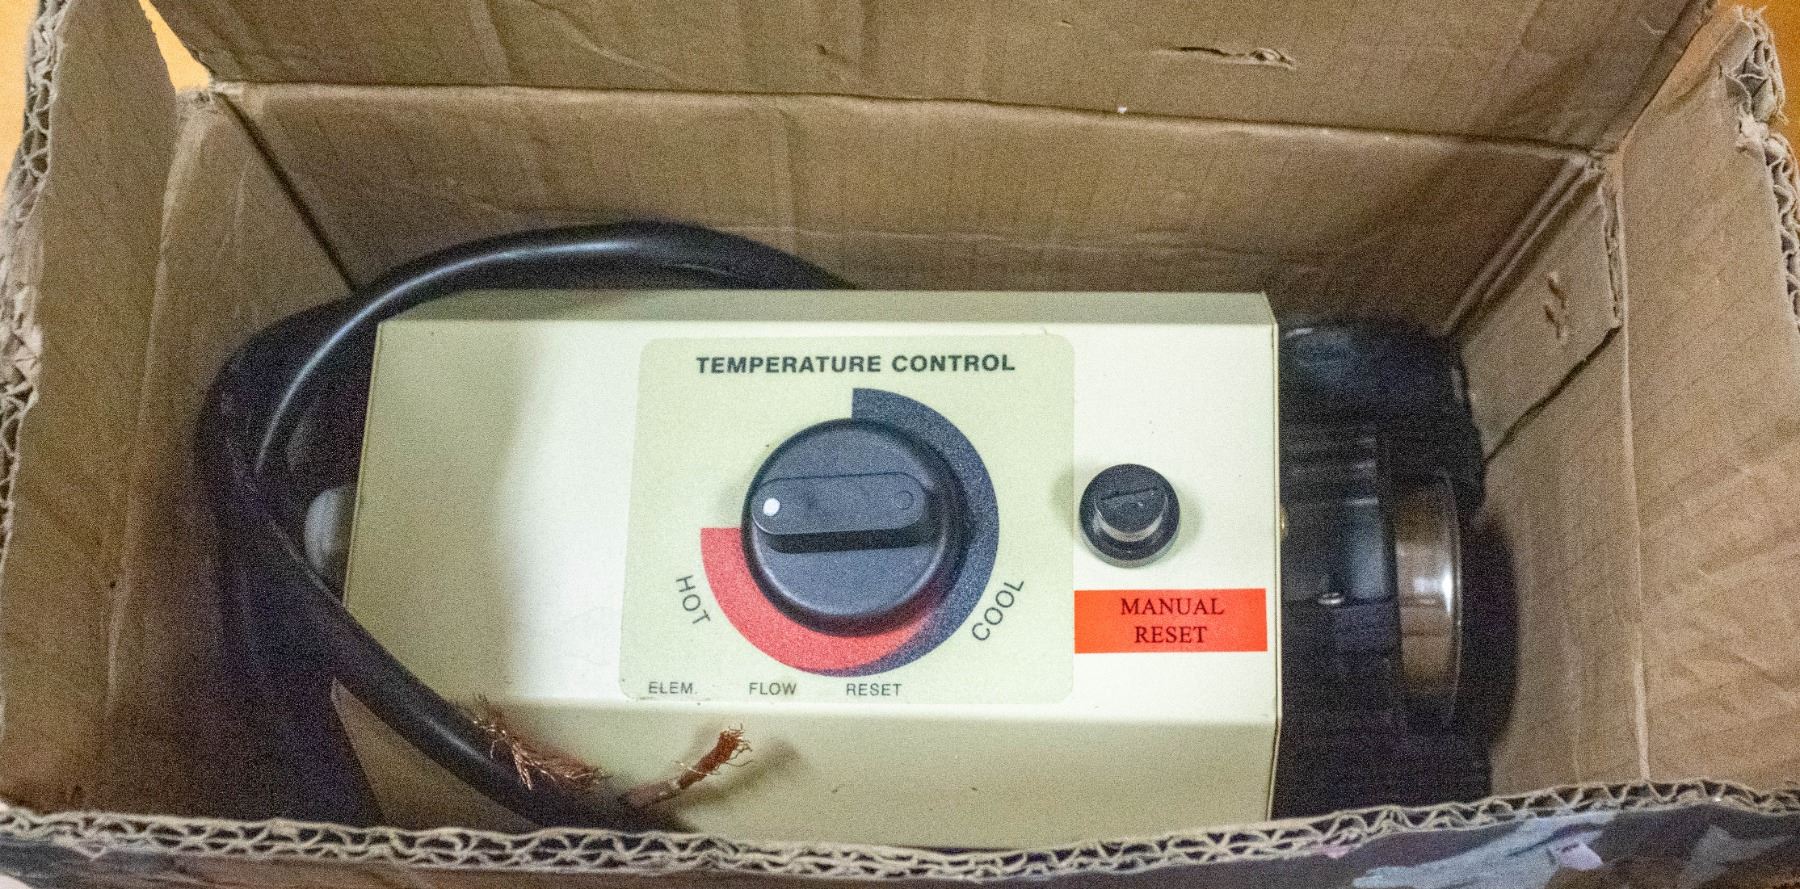 TEMPERATURE CONTROL
HOT
COOL
MANUAL
RESET
ELEM. FLOW RESET